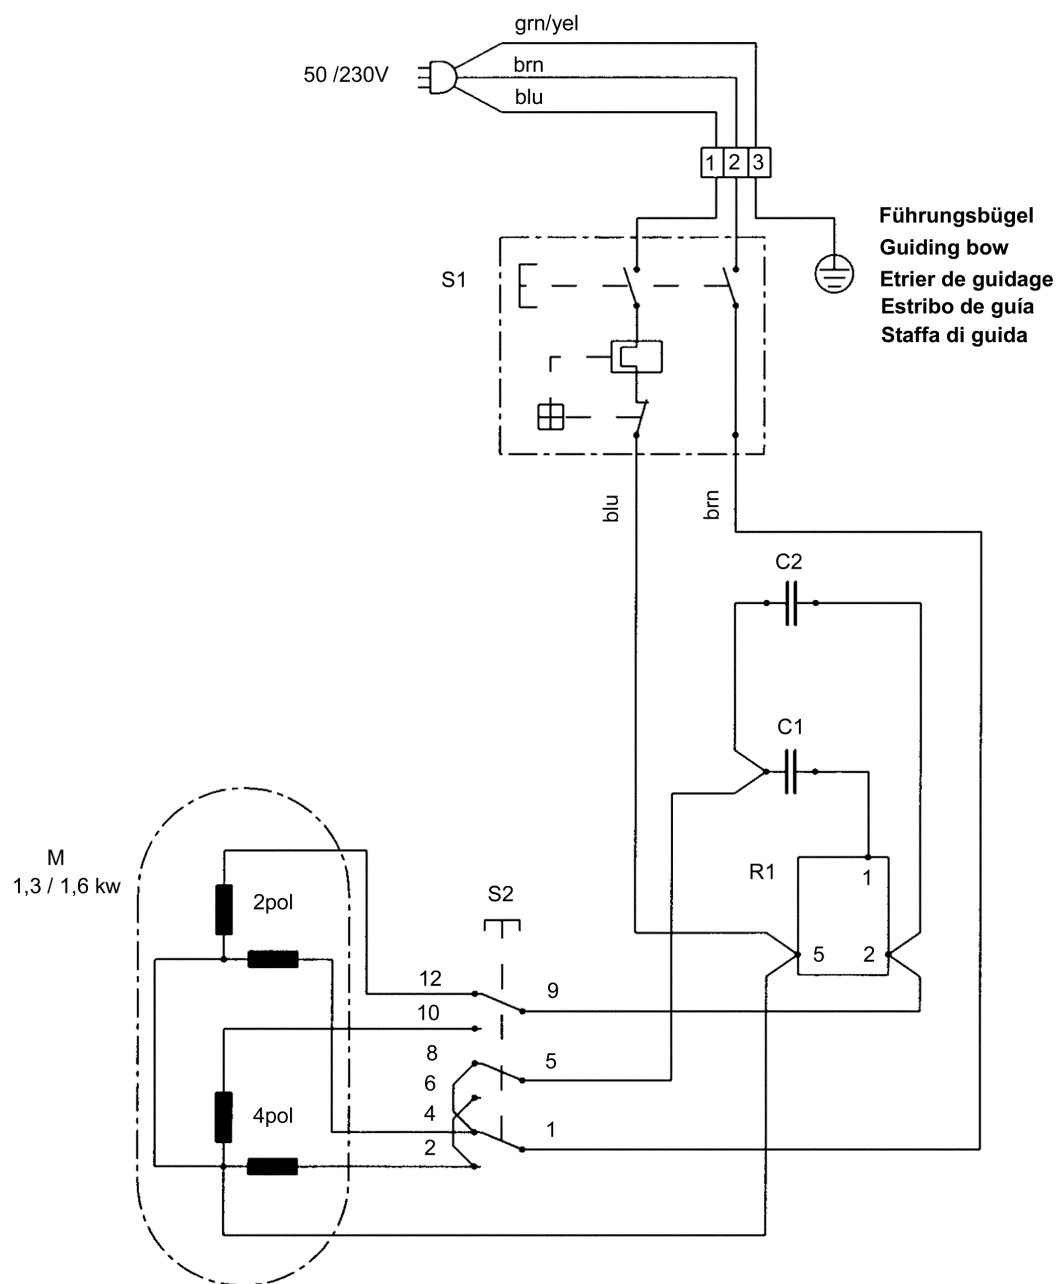 grn/yel
50 /230V
brn
blu
1 2 3
Führungsbügel
Guiding bow
Etrier de guidage
Estribo de guía
Staffa di guida
S1
blu
brn
C2
C1
M
1,3 / 1,6 kw
R1
1
2pol
S2
5 2
12
9
10
8
5
6
4pol
4
1
2